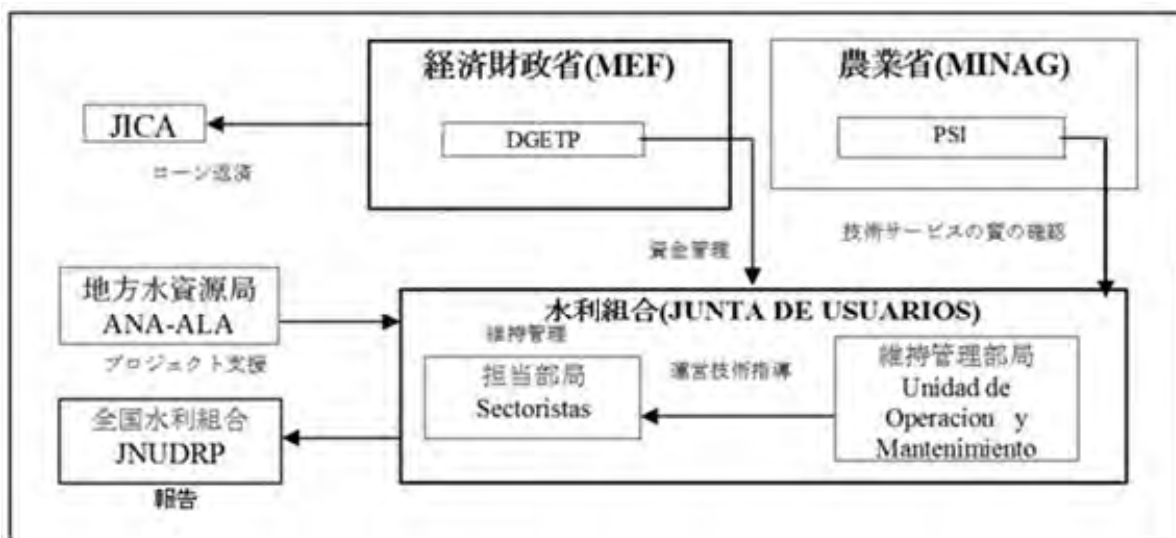 経済財政省(MEF)
農業省(MINAG)
JICA
DGETP
PSI
ローン返済
資金管理
技術サービスの質の確認
地方水資源局
ANA-ALA
プロジェクト支援
水利組合(JUNTA DE USUARIOS)
維持管理
担当部局
Sectoristas
運営技術指導
維持管理部局
Unidad de
Operacion y
Mantenimiento
全国水利組合
JNUDRP
報告